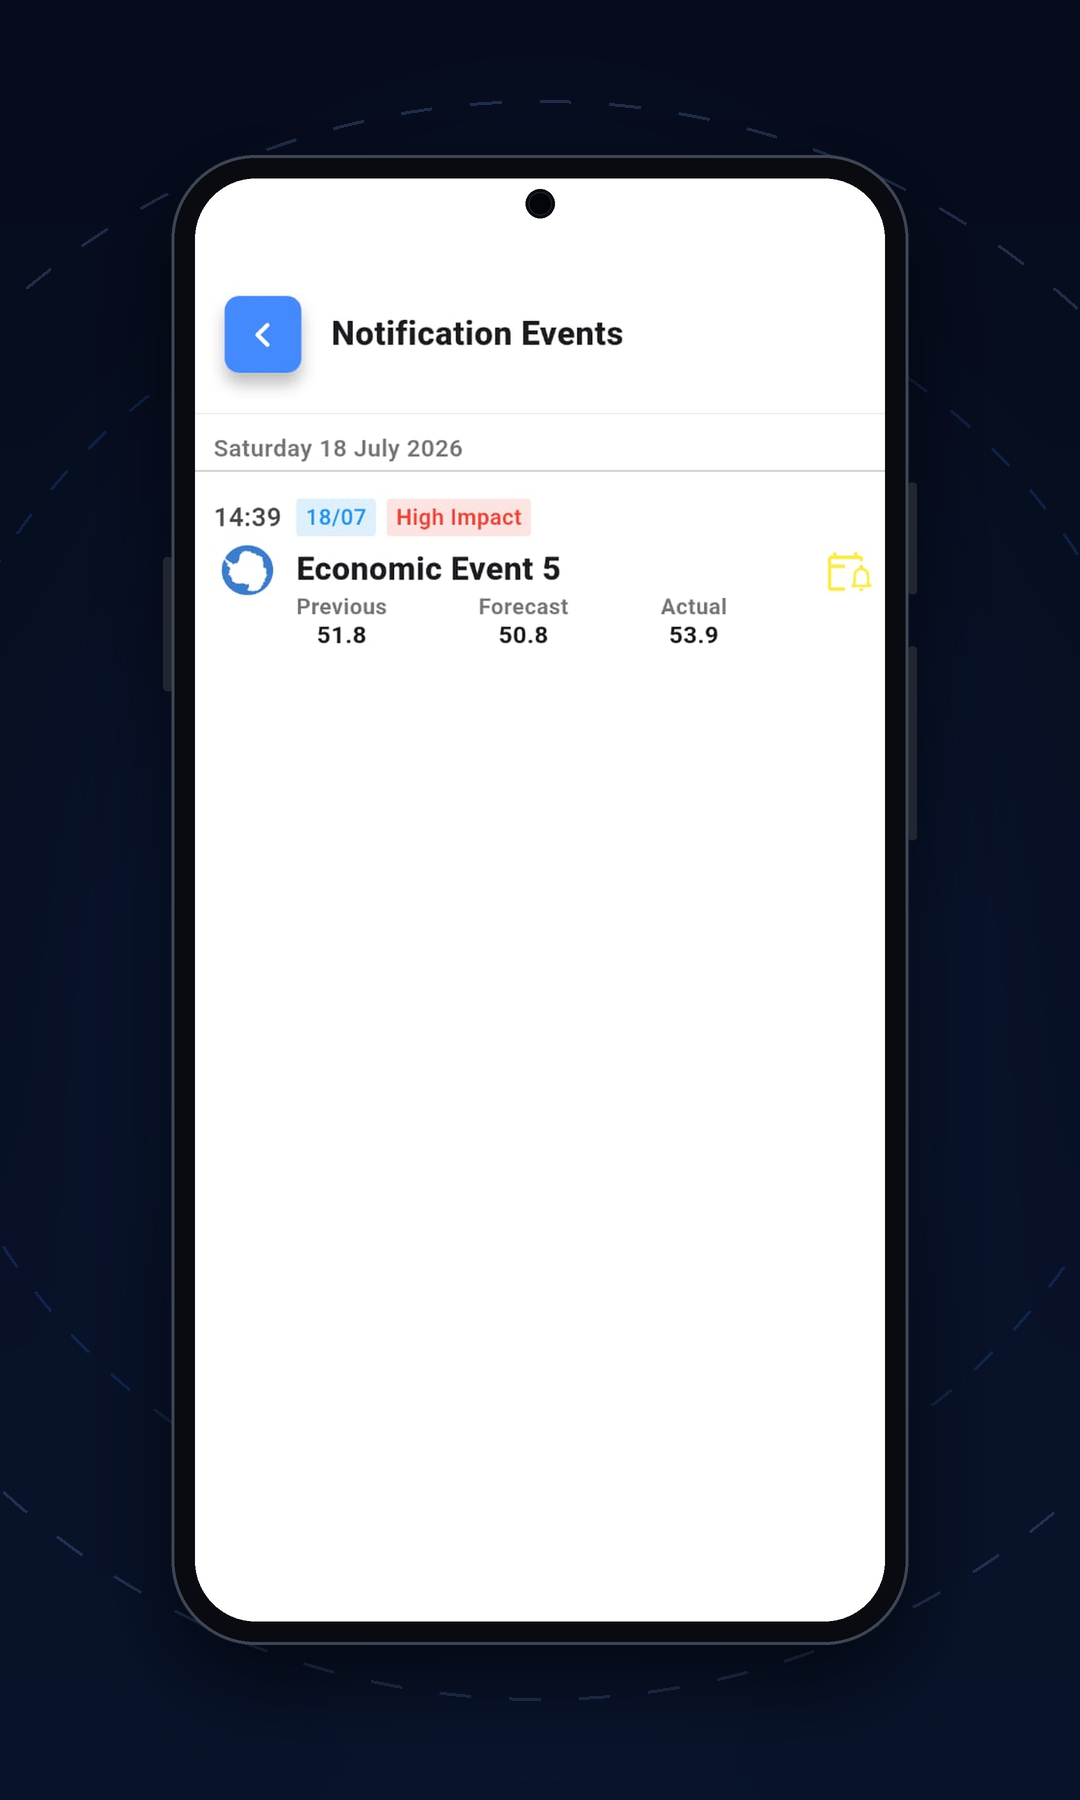 Notification Events
Saturday 18 July 2026
14:39 18/07 High Impact
Economic Event 5
Previous Forecast Actual
51.8 50.8 53.9